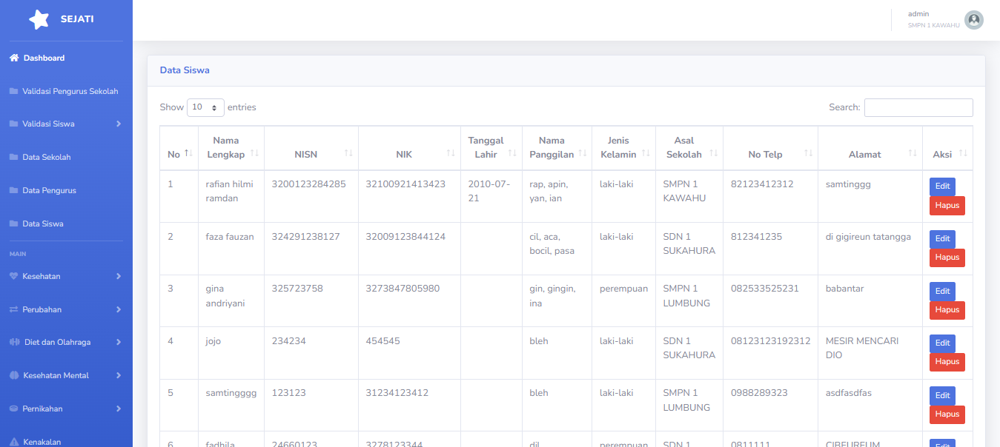 SEJATI
admin
SMPN 1 KAWAHU
Dashboard
Validasi Pengurus Sekolah
Validasi Siswa
Data Sekolah
Data Pengurus
Data Siswa
MAIN
Kesehatan
Perubahan
Diet dan Olahraga
Kesehatan Mental
Pernikahan
Kenakalan
Data Siswa
Show 10 entries
Search:
No Nama Lengkap NISN NIK Tanggal Lahir Nama Panggilan Jenis Kelamin Asal Sekolah No Telp Alamat Aksi
1 rafian hilmi 3200123284285 32100921413423 2010-07- rap, apin, laki-laki SMPN 1 82123412312 samtinggg Edit
ramdan 21 yan, ian KAWAHU Hapus
2 faza fauzan 324291238127 32009123844124 cil, aca, laki-laki SDN 1 812341235 di gigireun tatangga Edit
bocil, pasa SUKAHURA Hapus
3 gina 325723758 3273847805980 gin, gingin, perempuan SMPN 1 082533525231 babantar Edit
andriyani ina LUMBUNG Hapus
4 jojo 234234 454545 bleh laki-laki SDN 1 08123123192312 MESIR MENCARI Edit
SUKAHURA DIO Hapus
5 samtingggg 123123 31234123412 bleh laki-laki SMPN 1 0988289323 asdfasdfas Edit
LUMBUNG Hapus
6 fadhila 24660123 3278123344 dil perempuan SDN 1 0811111 CIBEUREUM Edit